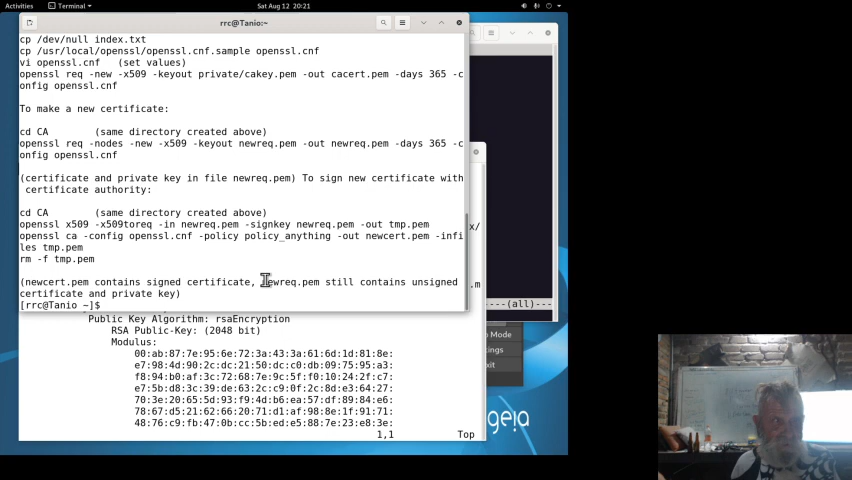 Activities
Terminal
Sat Aug 12 20:21
rrc@Tanio:~
cp /dev/null index.txt
cp /usr/local/openssl/openssl.cnf.sample openssl.cnf
vi openssl.cnf   (set values)
openssl req -new -x509 -keyout private/cakey.pem -out cacert.pem -days 365 -c
onfig openssl.cnf
To make a new certificate:
cd CA        (same directory created above)
openssl req -nodes -new -x509 -keyout newreq.pem -out newreq.pem -days 365 -c
onfig openssl.cnf
(certificate and private key in file newreq.pem) To sign new certificate with
certificate authority:
cd CA        (same directory created above)
openssl x509 -x509toreq -in newreq.pem -signkey newreq.pem -out tmp.pem
openssl ca -config openssl.cnf -policy policy_anything -out newcert.pem -infi
les tmp.pem
rm -f tmp.pem
(newcert.pem contains signed certificate, newreq.pem still contains unsigned
certificate and private key)
[rrc@Tanio ~]$
x/
.m
---(all)---
Public Key Algorithm: rsaEncryption
RSA Public-Key: (2048 bit)
Modulus:
00:ab:87:7e:95:6e:72:3a:43:3a:61:6d:1d:81:8e:
e7:98:4d:90:2c:dc:21:50:dc:c0:db:09:75:95:a3:
f8:94:b0:af:3c:72:68:7e:9c:5f:f0:10:24:2f:c7:
e7:5b:d8:3c:39:de:63:2c:c9:0f:2c:8d:e3:64:27:
70:3e:20:65:5d:93:f9:4d:b6:ea:57:df:89:84:e6:
78:67:d5:21:62:66:20:71:d1:af:98:8e:1f:91:71:
48:76:c9:fb:47:0b:cc:5b:ed:e5:88:7e:23:e8:3e:
1,1
Top
Mode
tings
xit
geia